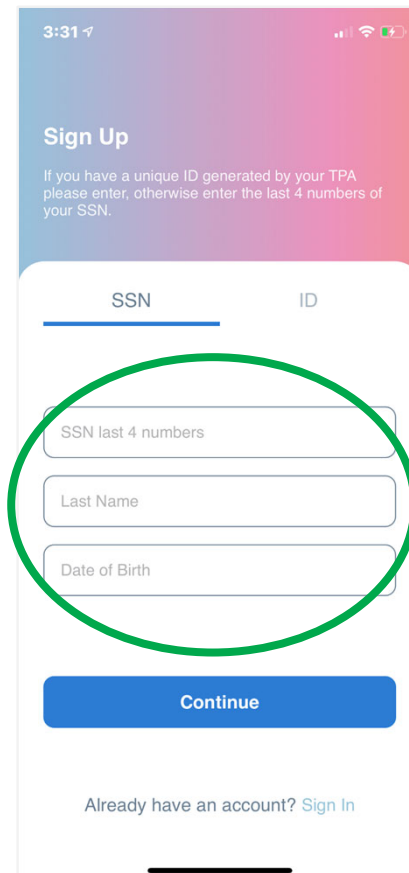 3:31
Sign Up
If you have a unique ID generated by your TPA
please enter, otherwise enter the last 4 numbers of
your SSN.
SSN ID
SSN last 4 numbers
Last Name
Date of Birth
Continue
Already have an account? Sign In